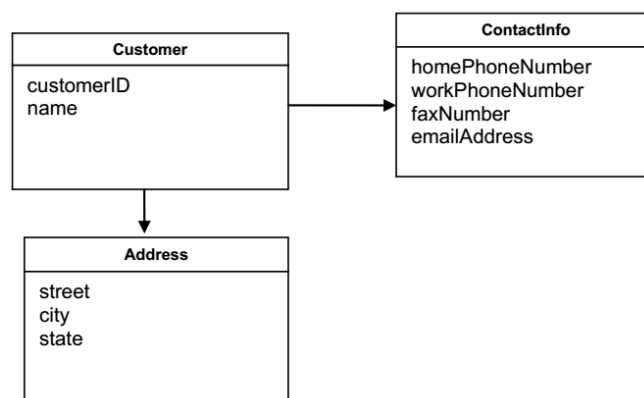 Customer
customerID
name
ContactInfo
homePhoneNumber
workPhoneNumber
faxNumber
emailAddress
Address
street
city
state